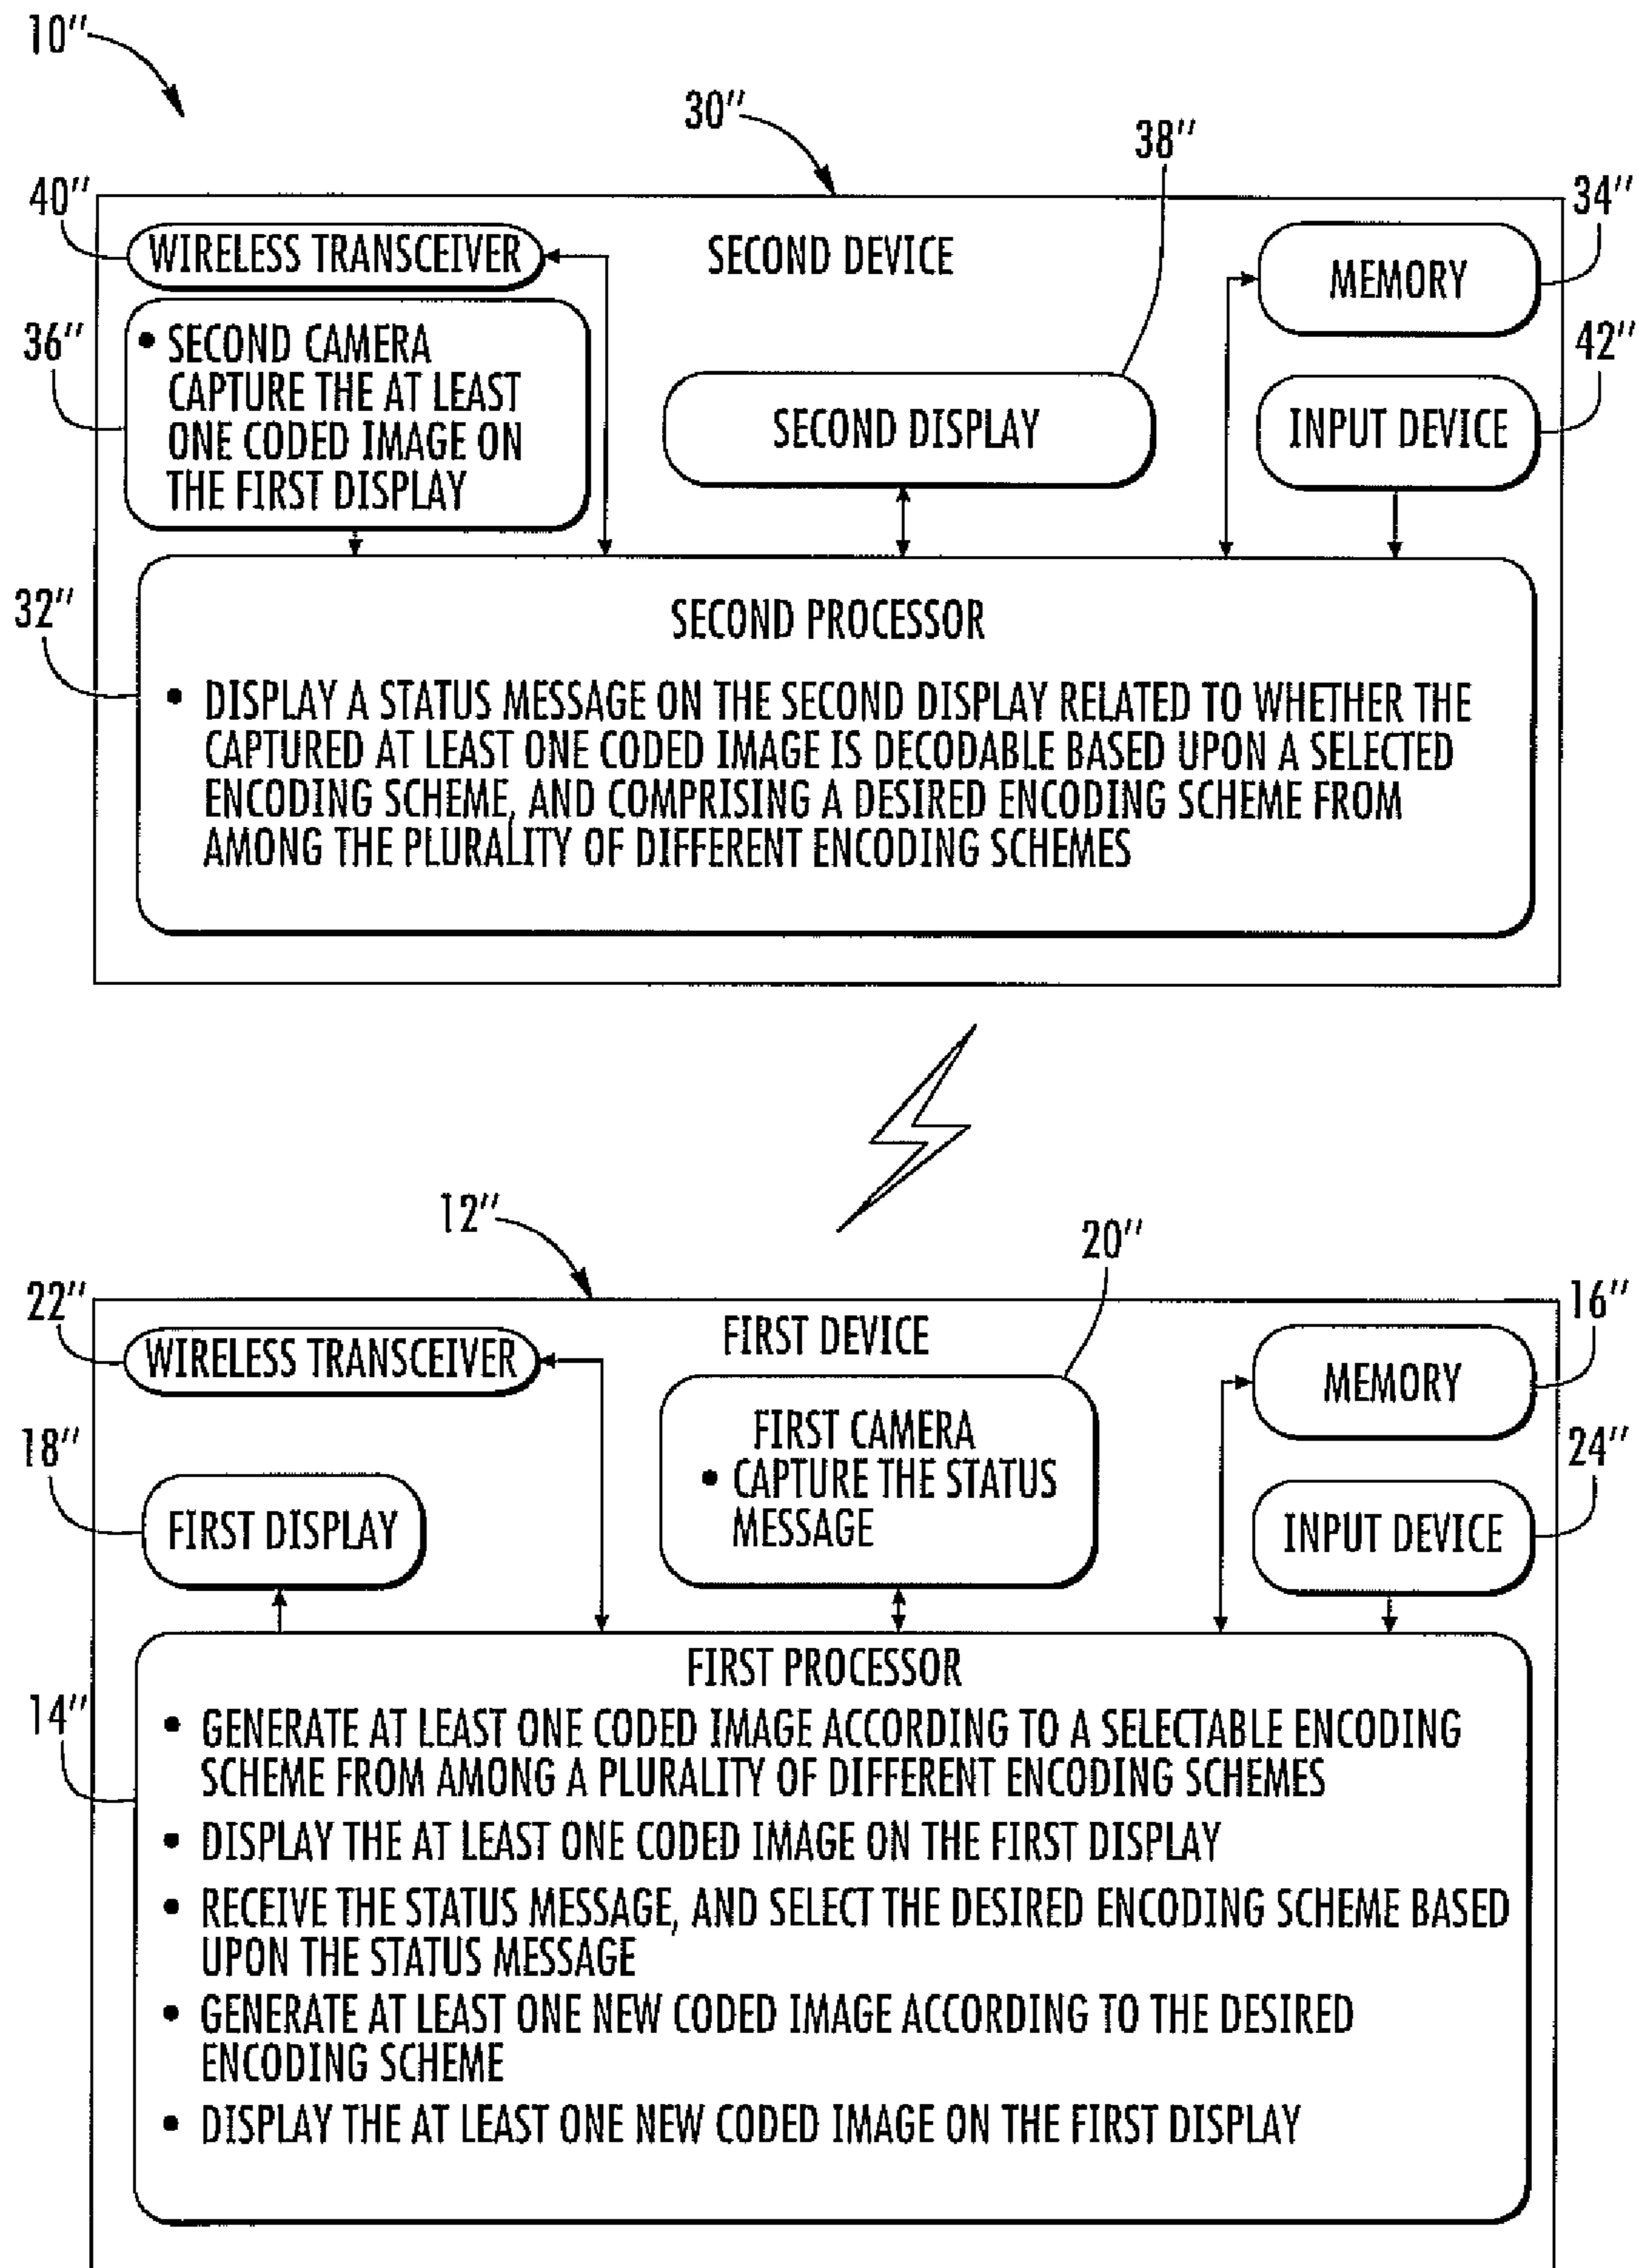 10″
30″
38″
40″
34″
WIRELESS TRANSCEIVER
SECOND DEVICE
MEMORY
36″
42″
• SECOND CAMERA
CAPTURE THE AT LEAST
ONE CODED IMAGE ON
THE FIRST DISPLAY
SECOND DISPLAY
INPUT DEVICE
32″
SECOND PROCESSOR
• DISPLAY A STATUS MESSAGE ON THE SECOND DISPLAY RELATED TO WHETHER THE
CAPTURED AT LEAST ONE CODED IMAGE IS DECODABLE BASED UPON A SELECTED
ENCODING SCHEME, AND COMPRISING A DESIRED ENCODING SCHEME FROM
AMONG THE PLURALITY OF DIFFERENT ENCODING SCHEMES
12″
20″
22″
16″
WIRELESS TRANSCEIVER
FIRST DEVICE
MEMORY
18″
24″
FIRST CAMERA
• CAPTURE THE STATUS
MESSAGE
FIRST DISPLAY
INPUT DEVICE
14″
FIRST PROCESSOR
• GENERATE AT LEAST ONE CODED IMAGE ACCORDING TO A SELECTABLE ENCODING
SCHEME FROM AMONG A PLURALITY OF DIFFERENT ENCODING SCHEMES
• DISPLAY THE AT LEAST ONE CODED IMAGE ON THE FIRST DISPLAY
• RECEIVE THE STATUS MESSAGE, AND SELECT THE DESIRED ENCODING SCHEME BASED
UPON THE STATUS MESSAGE
• GENERATE AT LEAST ONE NEW CODED IMAGE ACCORDING TO THE DESIRED
ENCODING SCHEME
• DISPLAY THE AT LEAST ONE NEW CODED IMAGE ON THE FIRST DISPLAY